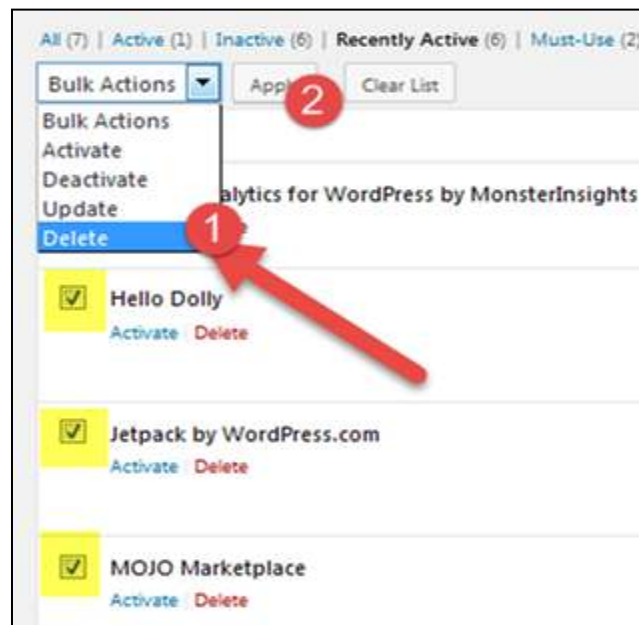 All (7) | Active (1) | Inactive (6) | Recently Active (6) | Must-Use (2)
Bulk Actions Clear List
2
Bulk Actions
Activate
Deactivate
for WordPress by MonsterInsights
Update
1
Delete
Hello Dolly
Activate | Delete
Jetpack by WordPress.com
Activate | Delete
MOJO Marketplace
Activate | Delete